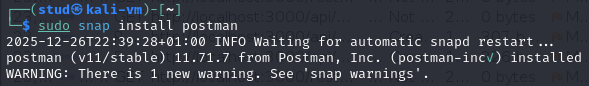 ┌──(stud㉿kali-vm)-[~]
└─$ sudo snap install postman
2025-12-26T22:39:28+01:00 INFO Waiting for automatic snapd restart...
postman (v11/stable) 11.71.7 from Postman, Inc. (postman-inc√) installed
WARNING: There is 1 new warning. See 'snap warnings'.